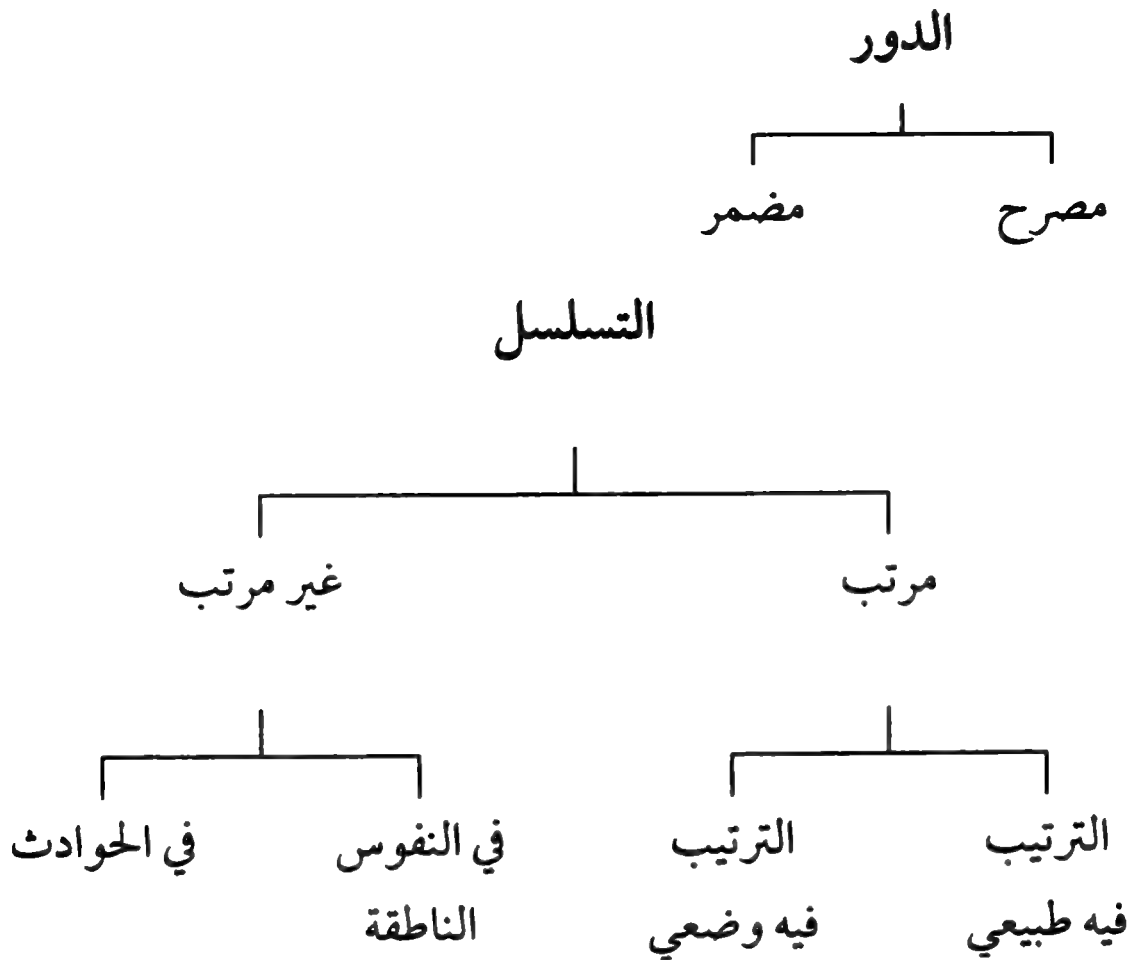 الدور
مصرح مضمر
التسلسل
مرتب غير مرتب
الترتيب الترتيب في النفوس في الحوادث
فيه طبيعي فيه وضعي الناطقة